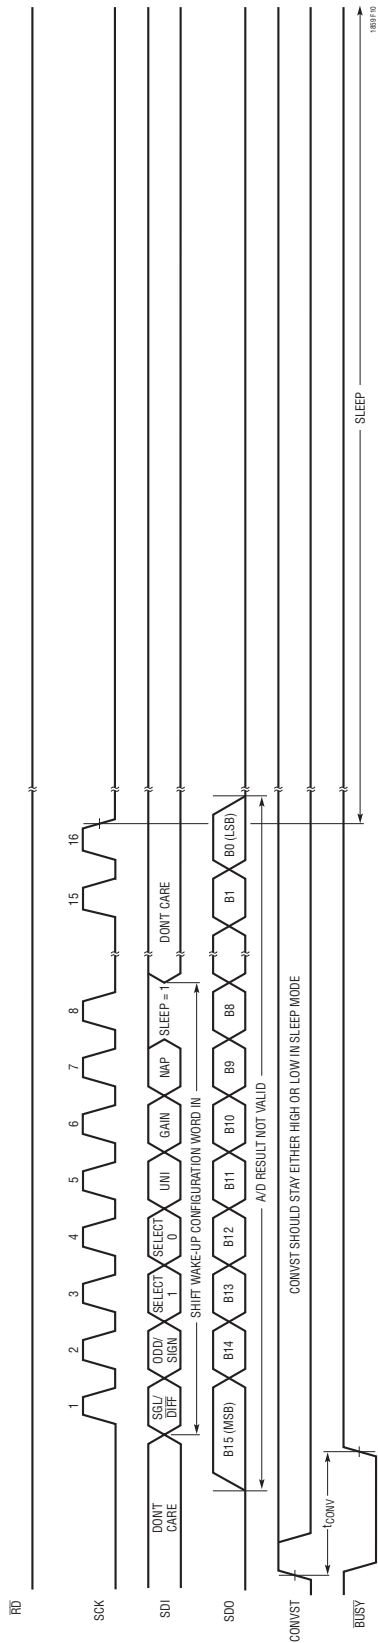 RD
SCK
1
2
3
4
5
6
7
8
15
16
SDI
DON'T
CARE
SGL/
DIFF
ODD/
SIGN
SELECT
1
SELECT
0
UNI
GAIN
NAP
SLEEP = 1
DON'T CARE
SHIFT WAKE-UP CONFIGURATION WORD IN
SDO
B15 (MSB)
B14
B13
B12
B11
B10
B9
B8
B1
B0 (LSB)
A/D RESULT NOT VALID
CONVST
CONVST SHOULD STAY EITHER HIGH OR LOW IN SLEEP MODE
BUSY
tCONV
SLEEP
1859 F10